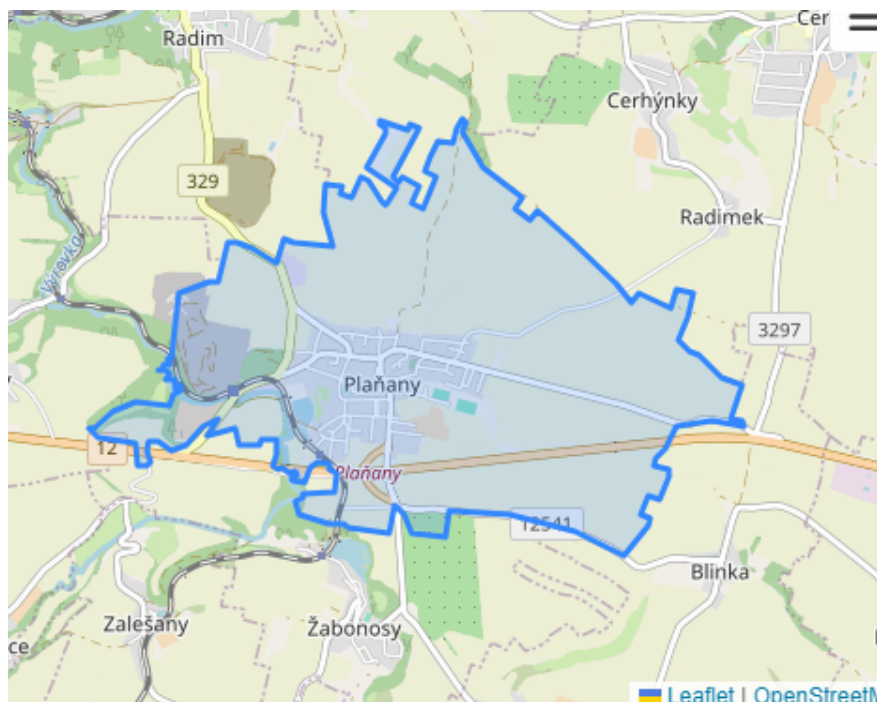 Radim
Cer
Cerhýnky
329
Radimek
Výrovka
3297
Plaňany
12
Plaňany
12541
Blinka
Zalešany
Žabonosy
ce
Leaflet | OpenStreetM